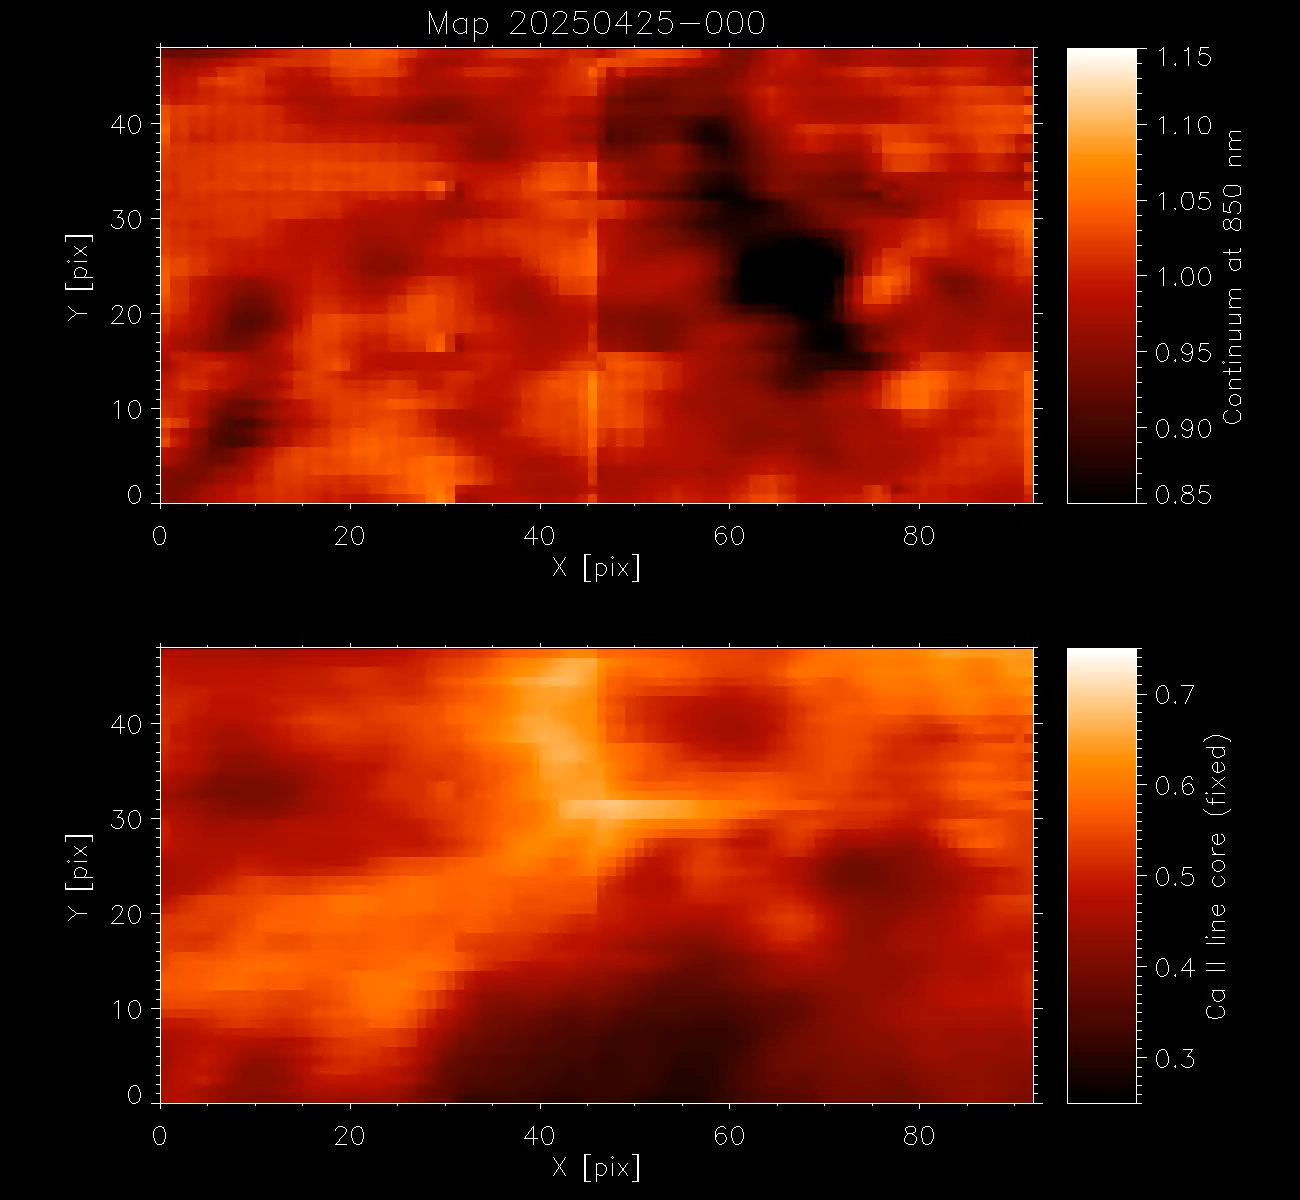 Map 20250425-000
40
30
20
10
0
Y [pix]
0 20 40 60 80
X [pix]
1.15
1.10
1.05
1.00
0.95
0.90
0.85
Continuum at 850 nm
40
30
20
10
0
Y [pix]
0 20 40 60 80
X [pix]
0.7
0.6
0.5
0.4
0.3
Ca II line core (fixed)